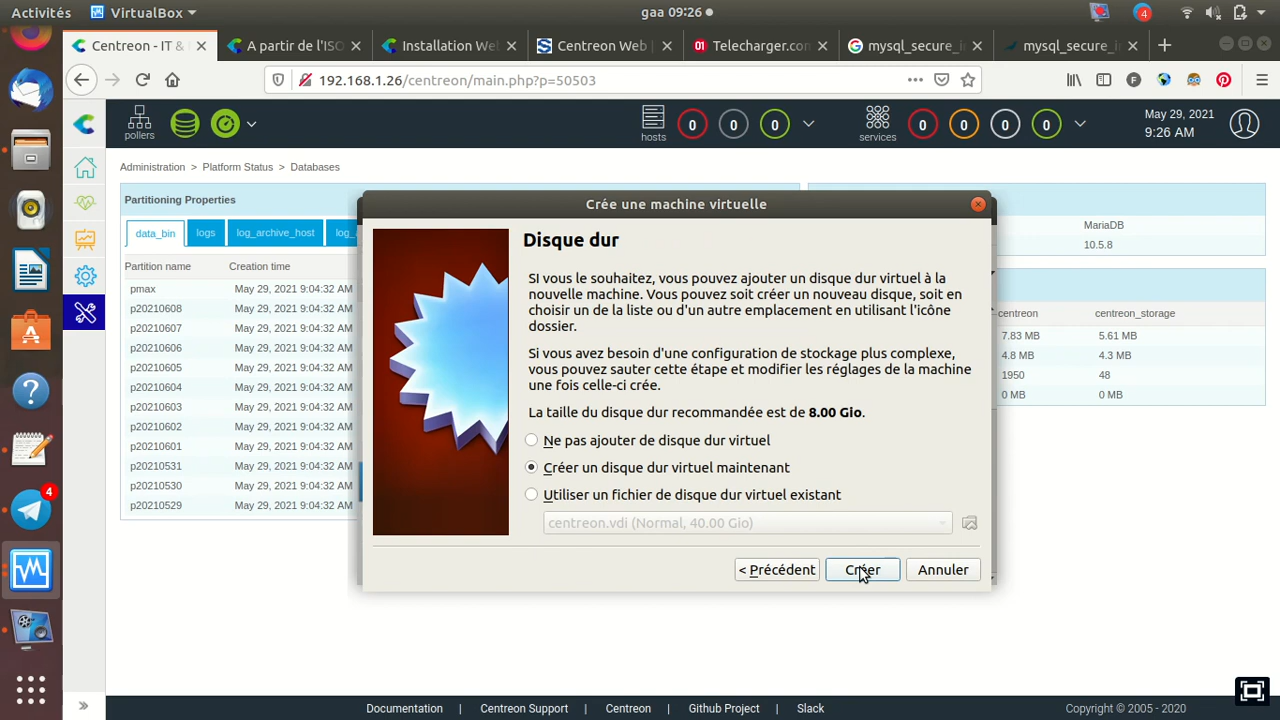 Activités VirtualBox gaa 09:26 4
Centreon - IT & A partir de l'ISO Installation Web Centreon Web | Telecharger.com mysql_secure_in mysql_secure_in
192.168.1.26/centreon/main.php?p=50503
pollers hosts 0 0 0 services 0 0 0 0 May 29, 2021
9:26 AM
Administration > Platform Status > Databases
Partitioning Properties
data_bin logs log_archive_host
Partition name Creation time
pmax May 29, 2021 9:04:32 AM
p20210608 May 29, 2021 9:04:32 AM
p20210607 May 29, 2021 9:04:32 AM
p20210606 May 29, 2021 9:04:32 AM
p20210605 May 29, 2021 9:04:32 AM
p20210604 May 29, 2021 9:04:32 AM
p20210603 May 29, 2021 9:04:32 AM
p20210602 May 29, 2021 9:04:32 AM
p20210601 May 29, 2021 9:04:32 AM
p20210531 May 29, 2021 9:04:32 AM
p20210530 May 29, 2021 9:04:32 AM
p20210529 May 29, 2021 9:04:32 AM
MariaDB
10.5.8
centreon centreon_storage
7.83 MB 5.61 MB
4.8 MB 4.3 MB
1950 48
0 MB 0 MB
Crée une machine virtuelle
Disque dur
SI vous le souhaitez, vous pouvez ajouter un disque dur virtuel à la
nouvelle machine. Vous pouvez soit créer un nouveau disque, soit en
choisir un de la liste ou d'un autre emplacement en utilisant l'icône
dossier.
Si vous avez besoin d'une configuration de stockage plus complexe,
vous pouvez sauter cette étape et modifier les réglages de la machine
une fois celle-ci crée.
La taille du disque dur recommandée est de 8.00 Gio.
Ne pas ajouter de disque dur virtuel
Créer un disque dur virtuel maintenant
Utiliser un fichier de disque dur virtuel existant
centreon.vdi (Normal, 40.00 Gio)
< Précédent Créer Annuler
4
Documentation Centreon Support Centreon Github Project Slack Copyright © 2005 - 2020